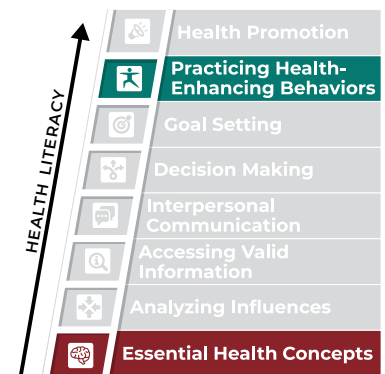 Health Promotion
Practicing Health-
Enhancing Behaviors
Goal Setting
Decision Making
Interpersonal
Communication
Accessing Valid
Information
Analyzing Influences
Essential Health Concepts
HEALTH LITERACY